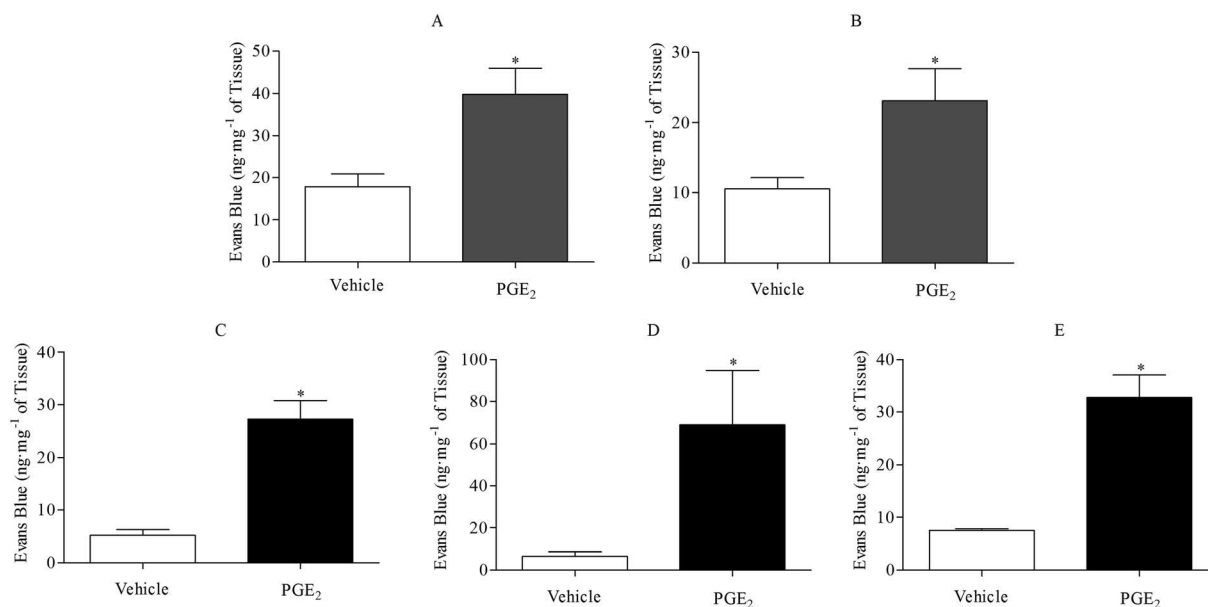 A
Evans Blue (ng·mg⁻¹ of Tissue)
50
40
30
20
10
0
*
Vehicle
PGE₂
B
Evans Blue (ng·mg⁻¹ of Tissue)
30
20
10
0
*
Vehicle
PGE₂
C
Evans Blue (ng·mg⁻¹ of Tissue)
40
30
20
10
0
*
Vehicle
PGE₂
D
Evans Blue (ng·mg⁻¹ of Tissue)
100
80
60
40
20
0
*
Vehicle
PGE₂
E
Evans Blue (ng·mg⁻¹ of Tissue)
40
30
20
10
0
*
Vehicle
PGE₂